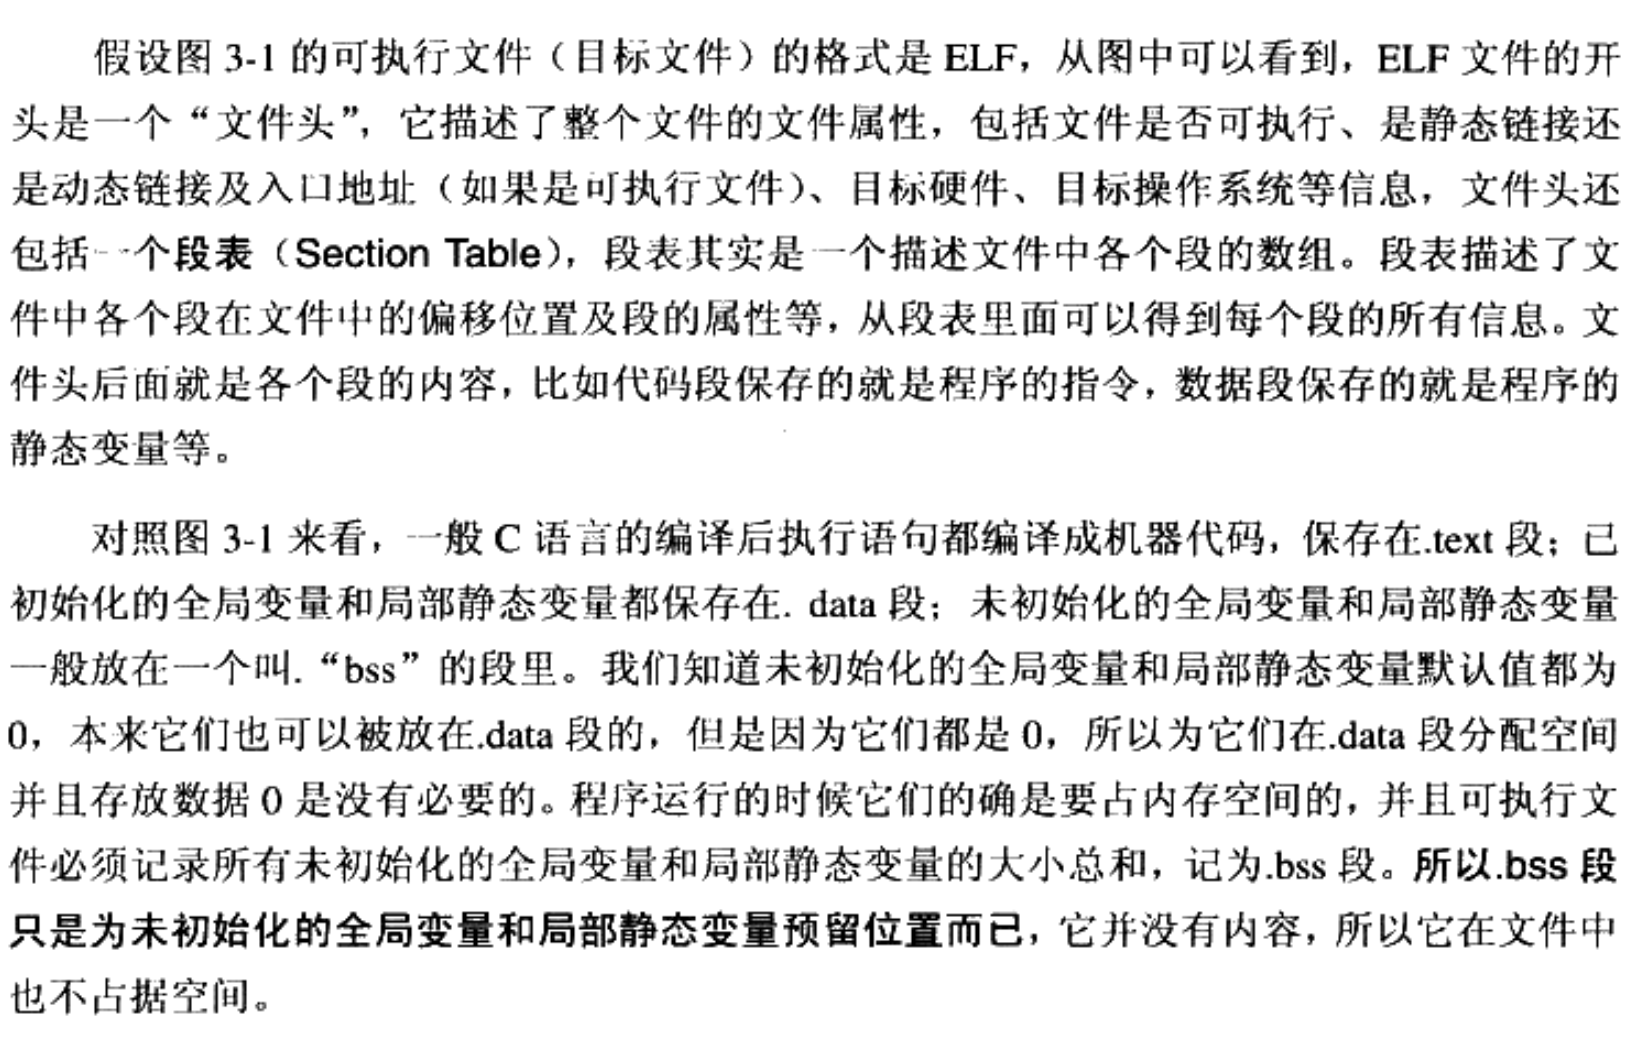 假设图 3-1 的可执行文件（目标文件）的格式是 ELF，从图中可以看到，ELF 文件的开
头是一个“文件头”，它描述了整个文件的文件属性，包括文件是否可执行、是静态链接还
是动态链接及入口地址（如果是可执行文件）、目标硬件、目标操作系统等信息，文件头还
包括一个段表（Section Table），段表其实是一个描述文件中各个段的数组。段表描述了文
件中各个段在文件中的偏移位置及段的属性等，从段表里面可以得到每个段的所有信息。文
件头后面就是各个段的内容，比如代码段保存的就是程序的指令，数据段保存的就是程序的
静态变量等。
对照图 3-1 来看，一般 C 语言的编译后执行语句都编译成机器代码，保存在.text 段；已
初始化的全局变量和局部静态变量都保存在. data 段；未初始化的全局变量和局部静态变量
一般放在一个叫.“bss”的段里。我们知道未初始化的全局变量和局部静态变量默认值都为
0，本来它们也可以被放在.data 段的，但是因为它们都是 0，所以为它们在.data 段分配空间
并且存放数据 0 是没有必要的。程序运行的时候它们的确是要占内存空间的，并且可执行文
件必须记录所有未初始化的全局变量和局部静态变量的大小总和，记为.bss 段。所以.bss 段
只是为未初始化的全局变量和局部静态变量预留位置而已，它并没有内容，所以它在文件中
也不占据空间。